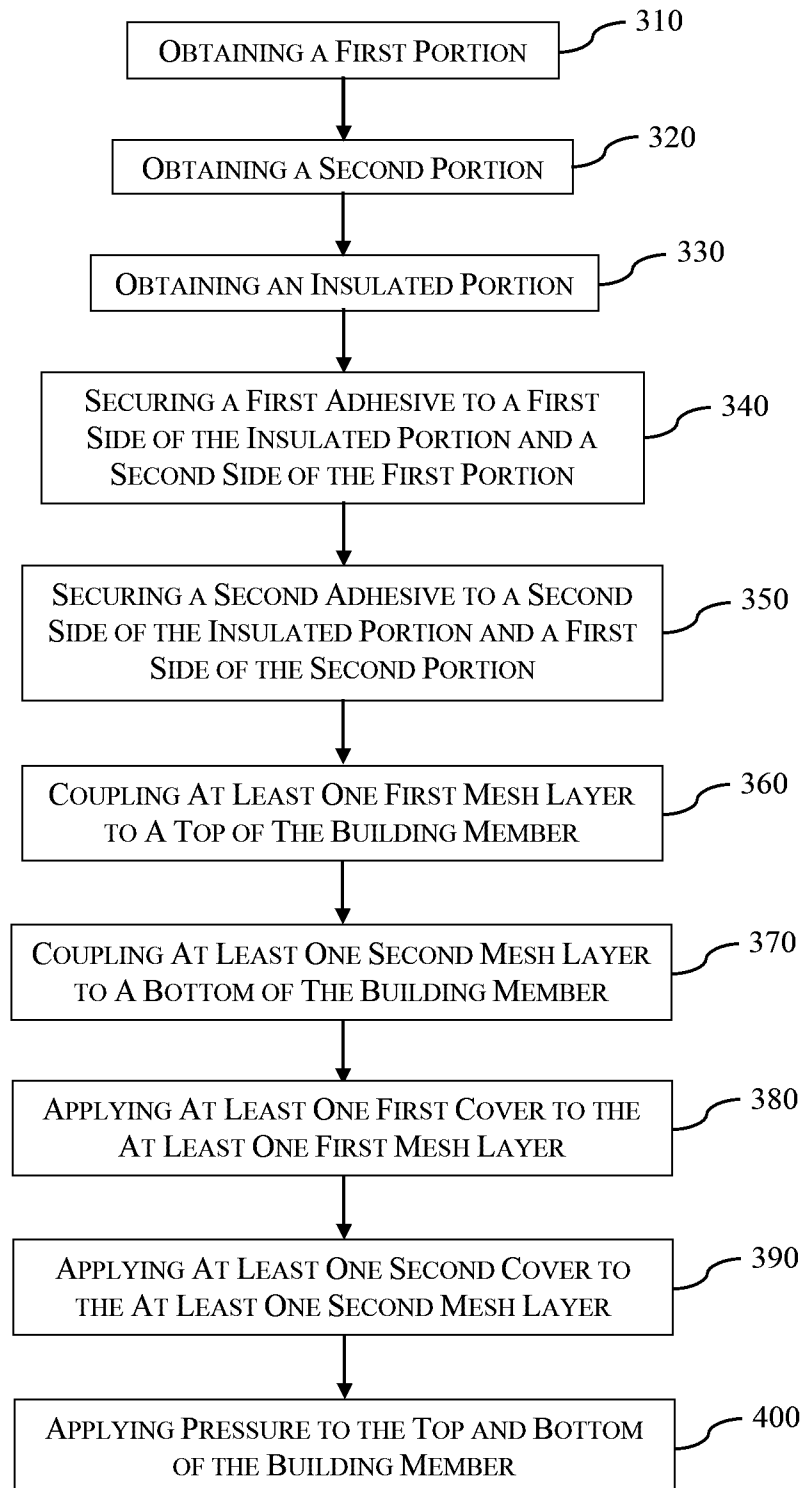 310
OBTAINING A FIRST PORTION
320
OBTAINING A SECOND PORTION
330
OBTAINING AN INSULATED PORTION
340
SECURING A FIRST ADHESIVE TO A FIRST
SIDE OF THE INSULATED PORTION AND A
SECOND SIDE OF THE FIRST PORTION
350
SECURING A SECOND ADHESIVE TO A SECOND
SIDE OF THE INSULATED PORTION AND A FIRST
SIDE OF THE SECOND PORTION
360
COUPLING AT LEAST ONE FIRST MESH LAYER
TO A TOP OF THE BUILDING MEMBER
370
COUPLING AT LEAST ONE SECOND MESH LAYER
TO A BOTTOM OF THE BUILDING MEMBER
380
APPLYING AT LEAST ONE FIRST COVER TO THE
AT LEAST ONE FIRST MESH LAYER
390
APPLYING AT LEAST ONE SECOND COVER TO
THE AT LEAST ONE SECOND MESH LAYER
400
APPLYING PRESSURE TO THE TOP AND BOTTOM
OF THE BUILDING MEMBER